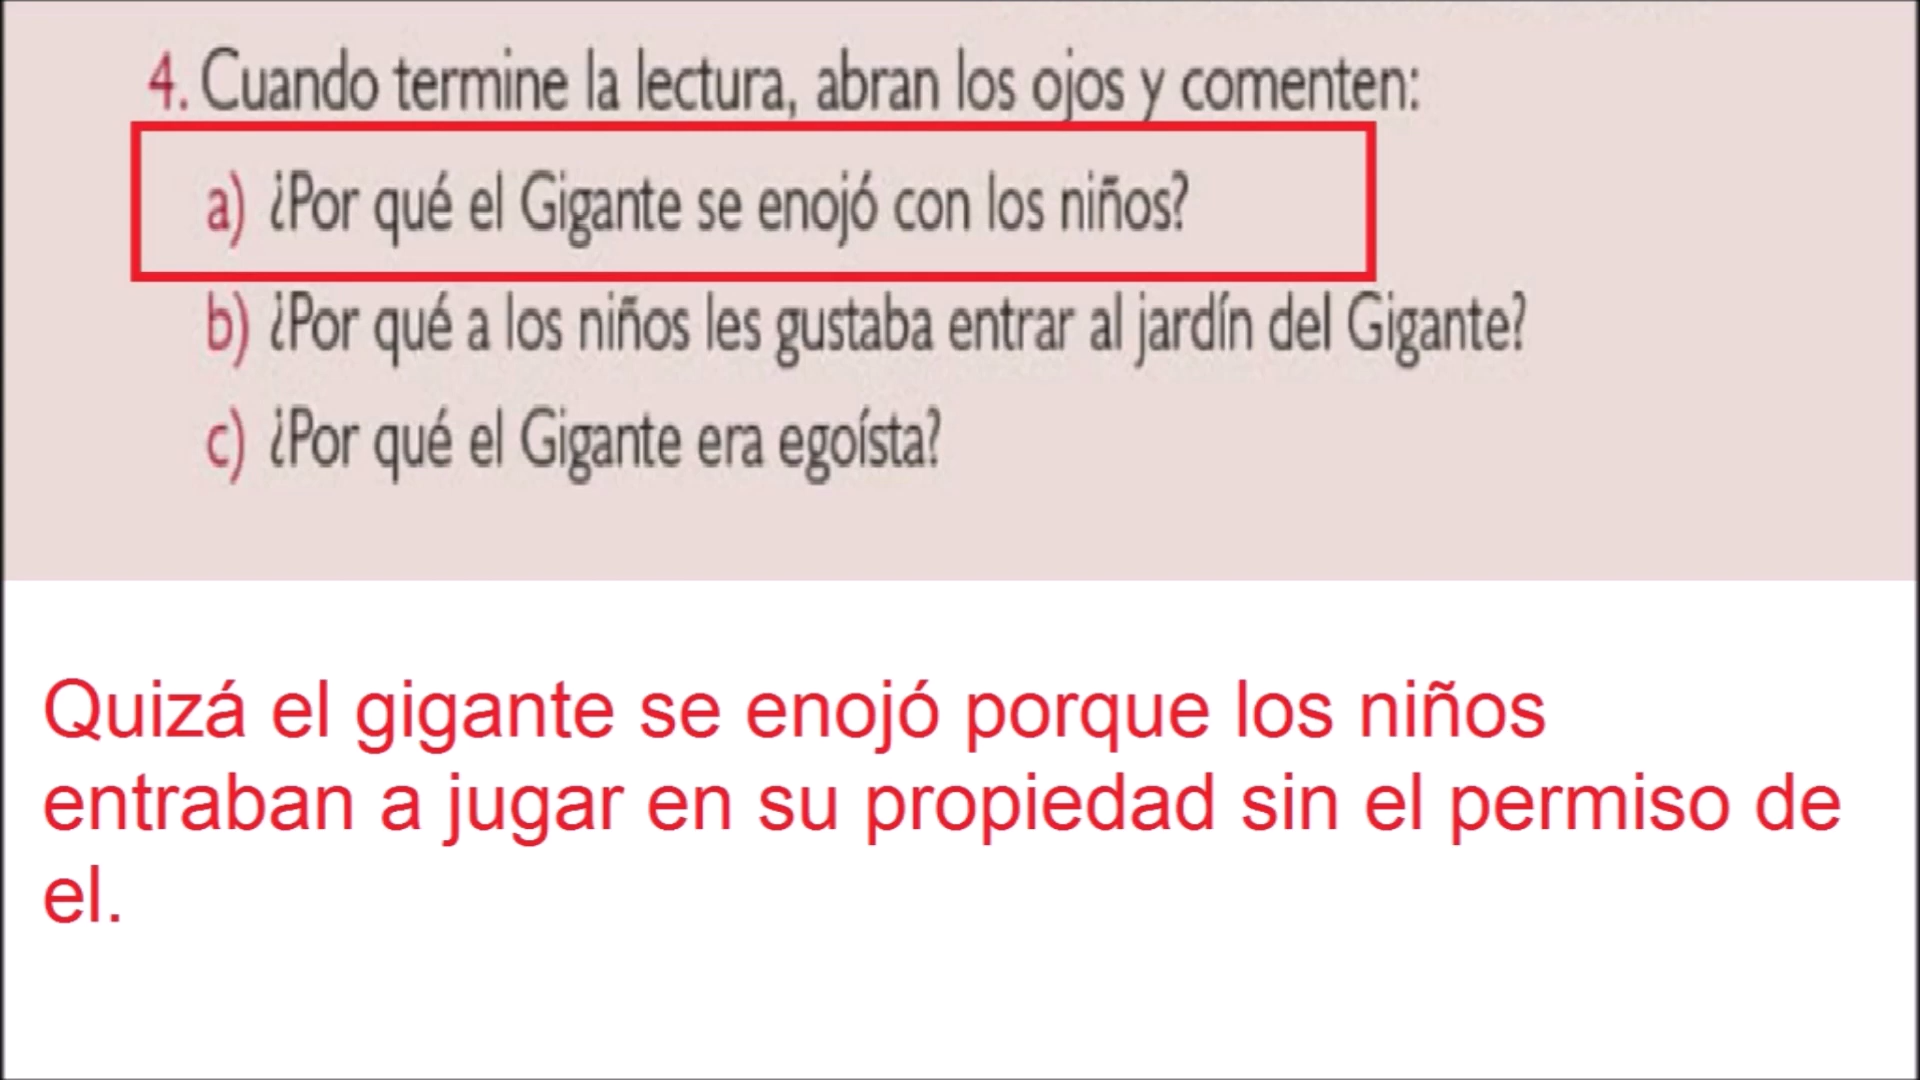 4. Cuando termine la lectura, abran los ojos y comenten:
a) ¿Por qué el Gigante se enojó con los niños?
b) ¿Por qué a los niños les gustaba entrar al jardín del Gigante?
c) ¿Por qué el Gigante era egoísta?
Quizá el gigante se enojó porque los niños
entraban a jugar en su propiedad sin el permiso de
el.